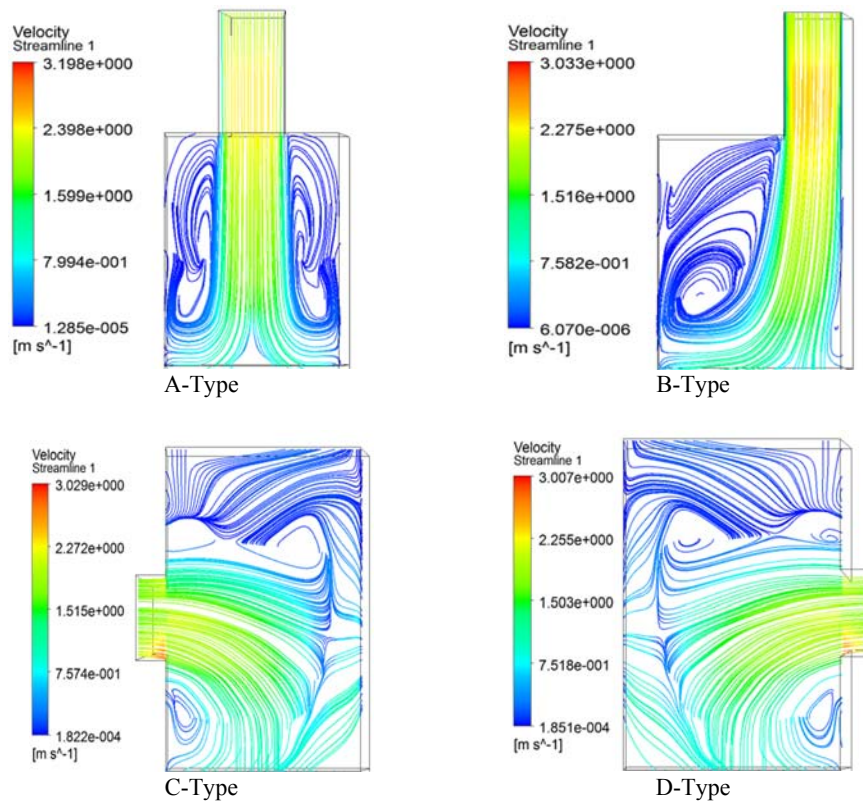 Velocity
Streamline 1
3.198e+000
2.398e+000
1.599e+000
7.994e-001
1.285e-005
[m s^-1]
A-Type
Velocity
Streamline 1
3.033e+000
2.275e+000
1.516e+000
7.582e-001
6.070e-006
[m s^-1]
B-Type
Velocity
Streamline 1
3.029e+000
2.272e+000
1.515e+000
7.574e-001
1.822e-004
[m s^-1]
C-Type
Velocity
Streamline 1
3.007e+000
2.255e+000
1.503e+000
7.518e-001
1.851e-004
[m s^-1]
D-Type